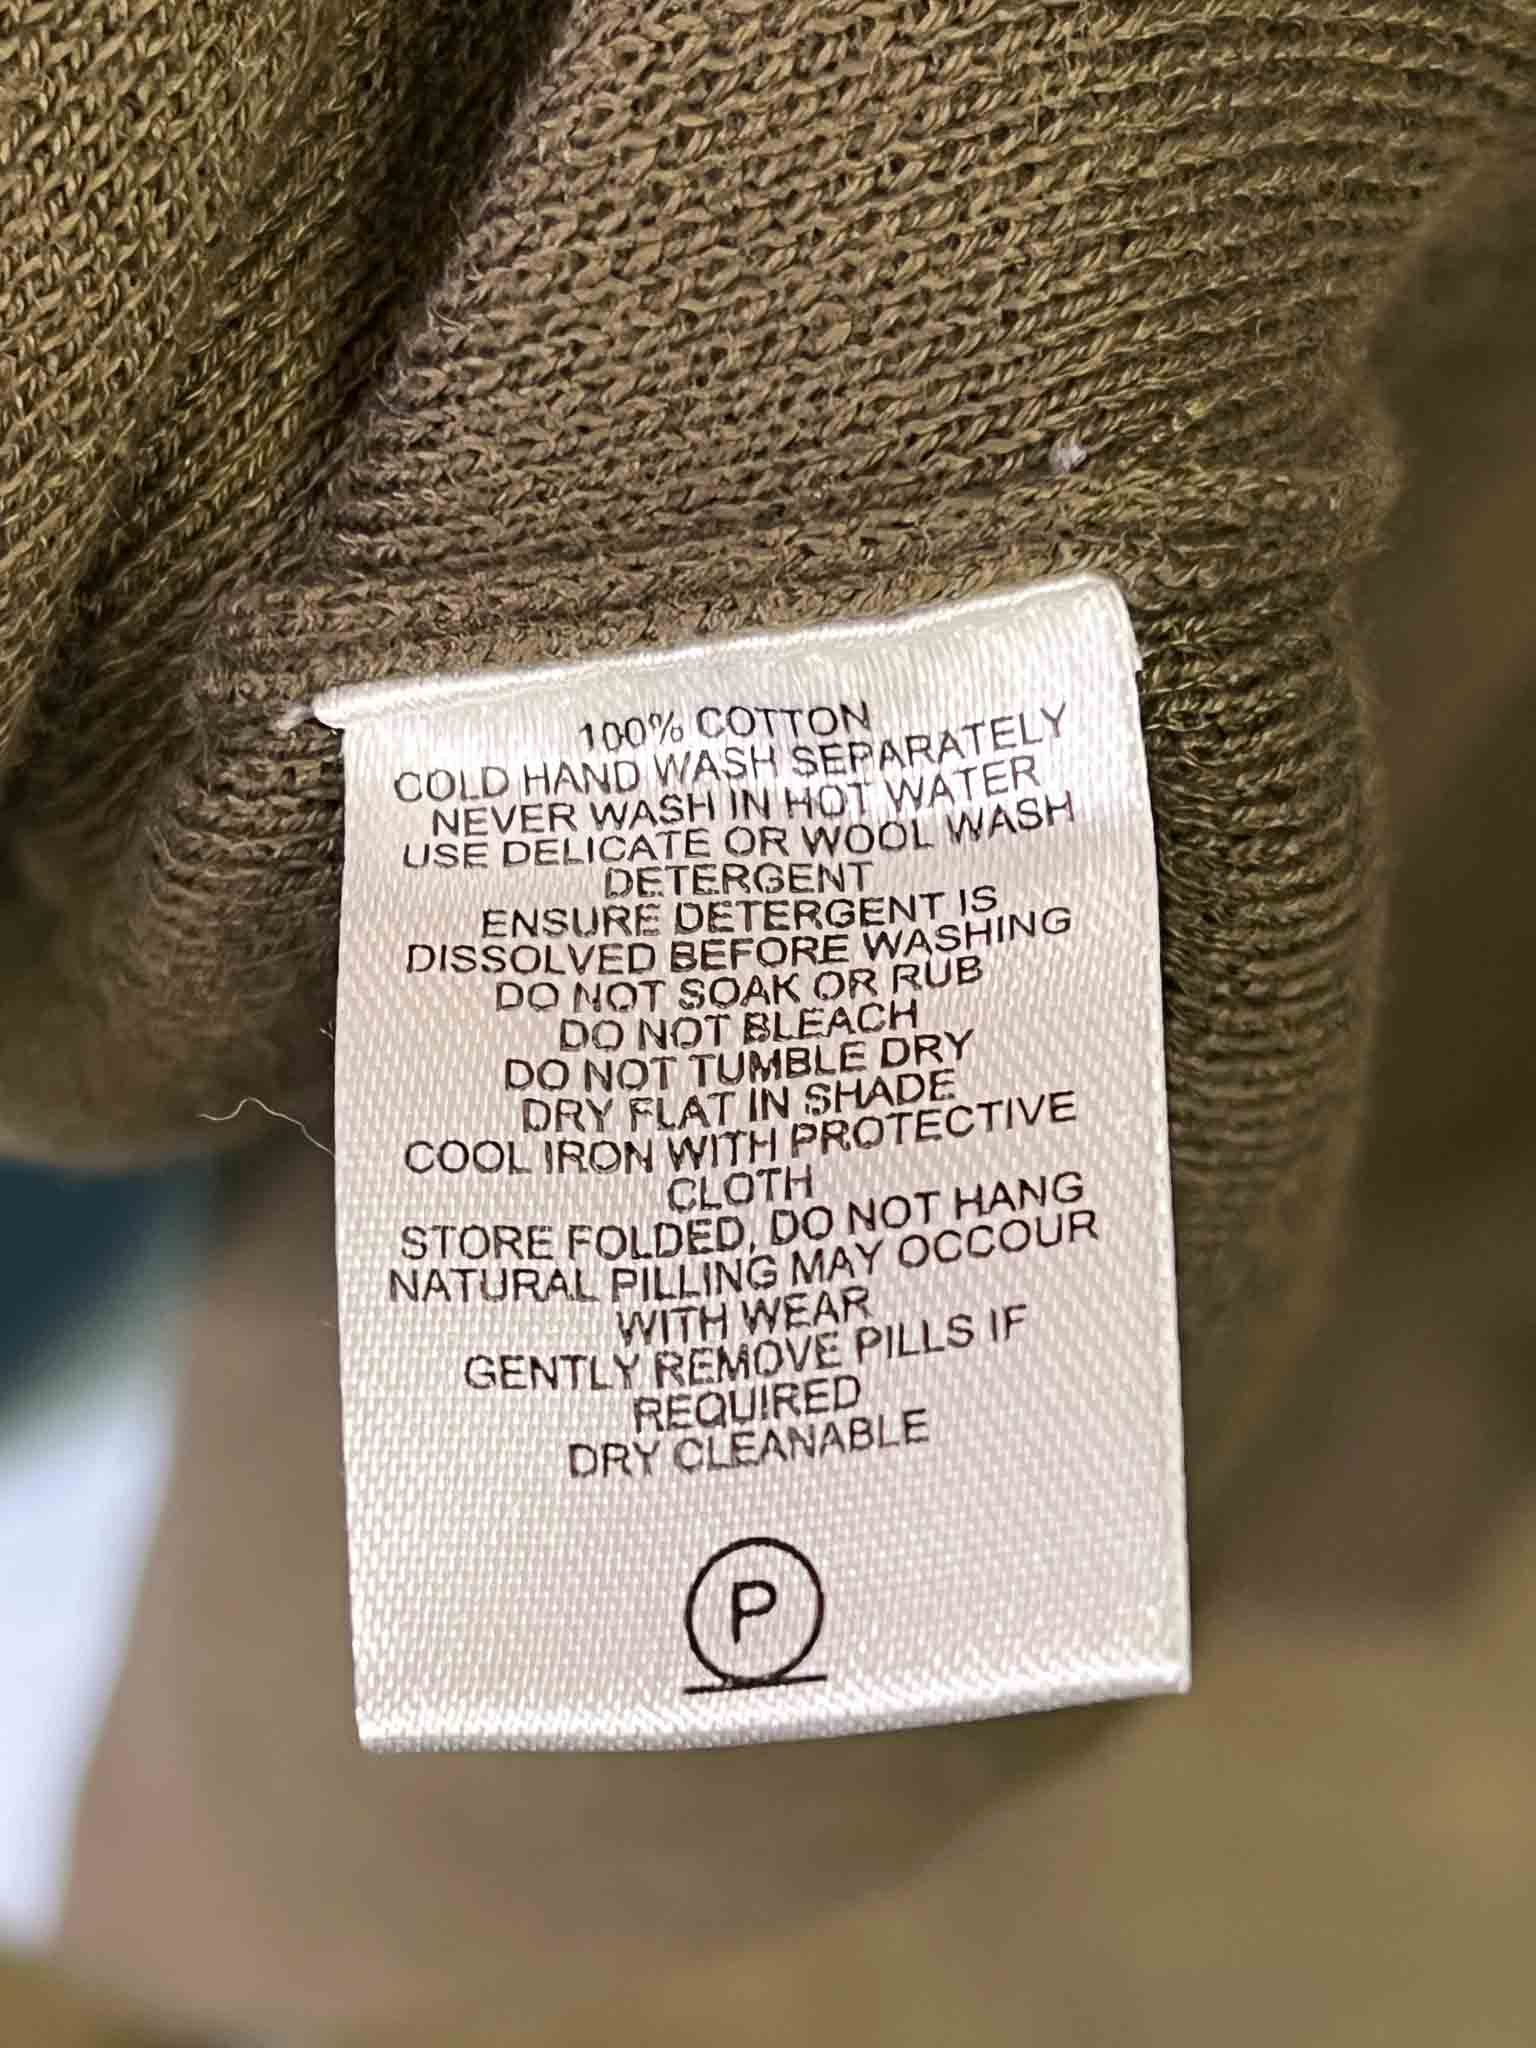 100% COTTON
COLD HAND WASH SEPARATELY
NEVER WASH IN HOT WATER
USE DELICATE OR WOOL WASH
DETERGENT
ENSURE DETERGENT IS
DISSOLVED BEFORE WASHING
DO NOT SOAK OR RUB
DO NOT BLEACH
DO NOT TUMBLE DRY
DRY FLAT IN SHADE
COOL IRON WITH PROTECTIVE
CLOTH
STORE FOLDED, DO NOT HANG
NATURAL PILLING MAY OCCOUR
WITH WEAR
GENTLY REMOVE PILLS IF
REQUIRED
DRY CLEANABLE
P